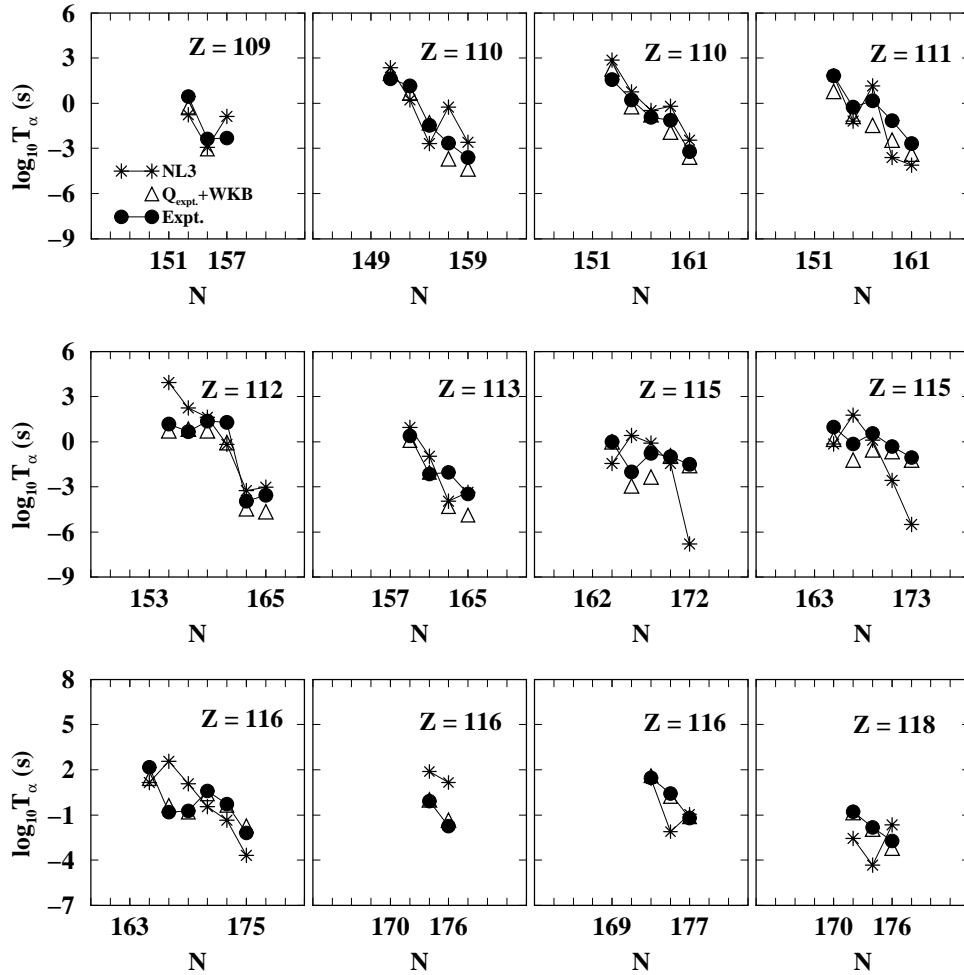 6
3
0
−3
−6
−9
log₁₀Tα (s)
Z = 109
NL3
Qexpt.+WKB
Expt.
151 157
N
Z = 110
149 159
N
Z = 110
151 161
N
Z = 111
151 161
N
6
3
0
−3
−6
−9
log₁₀Tα (s)
Z = 112
153 165
N
Z = 113
157 165
N
Z = 115
162 172
N
Z = 115
163 173
N
8
5
2
−1
−4
−7
log₁₀Tα (s)
Z = 116
163 175
N
Z = 116
170 176
N
Z = 116
169 177
N
Z = 118
170 176
N